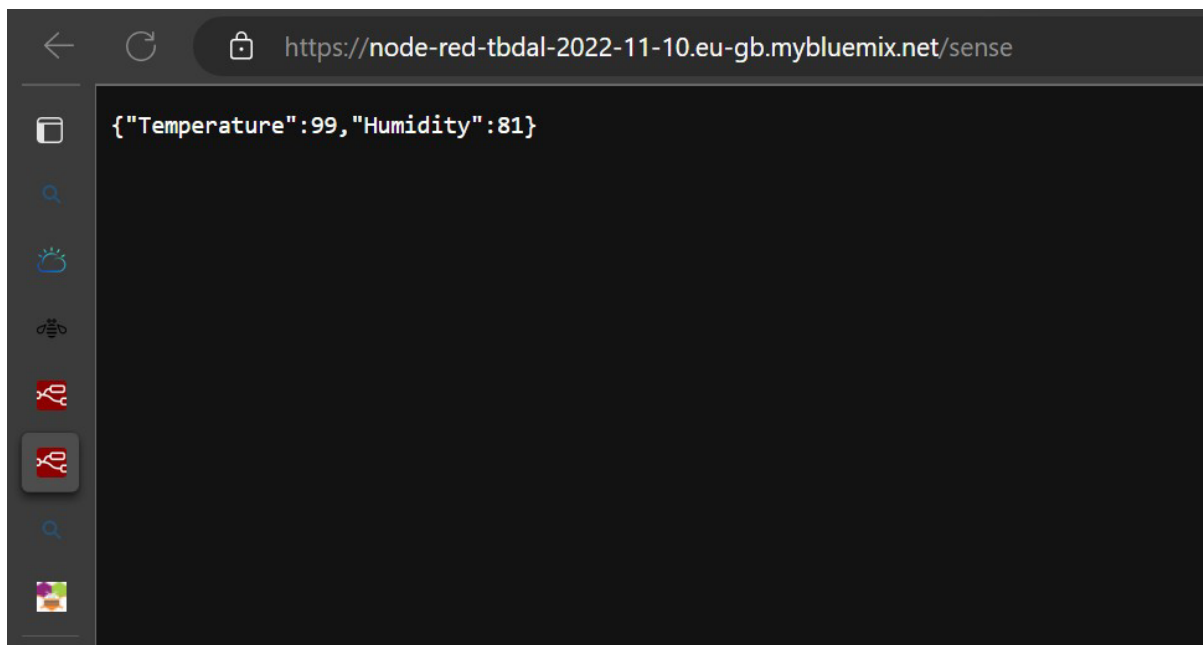 https://node-red-tbdal-2022-11-10.eu-gb.mybluemix.net/sense
{"Temperature":99,"Humidity":81}